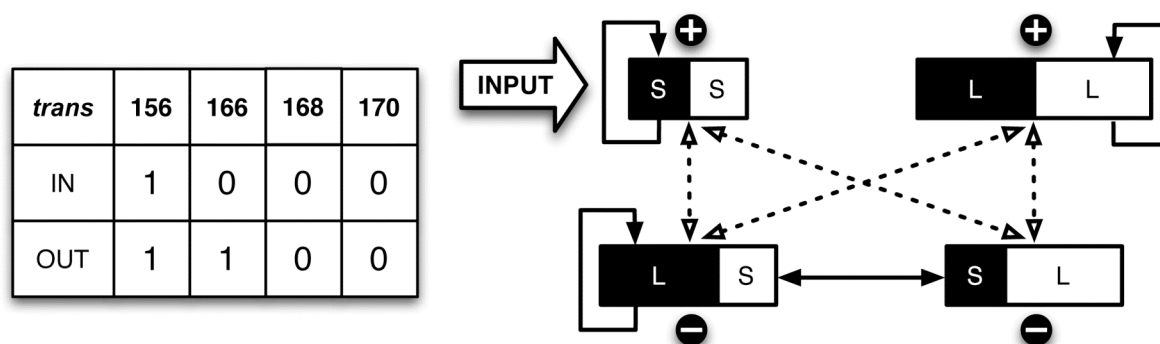 trans 156 166 168 170
IN 1 0 0 0
OUT 1 1 0 0
INPUT
+ +
S S L L
L S S L
− −